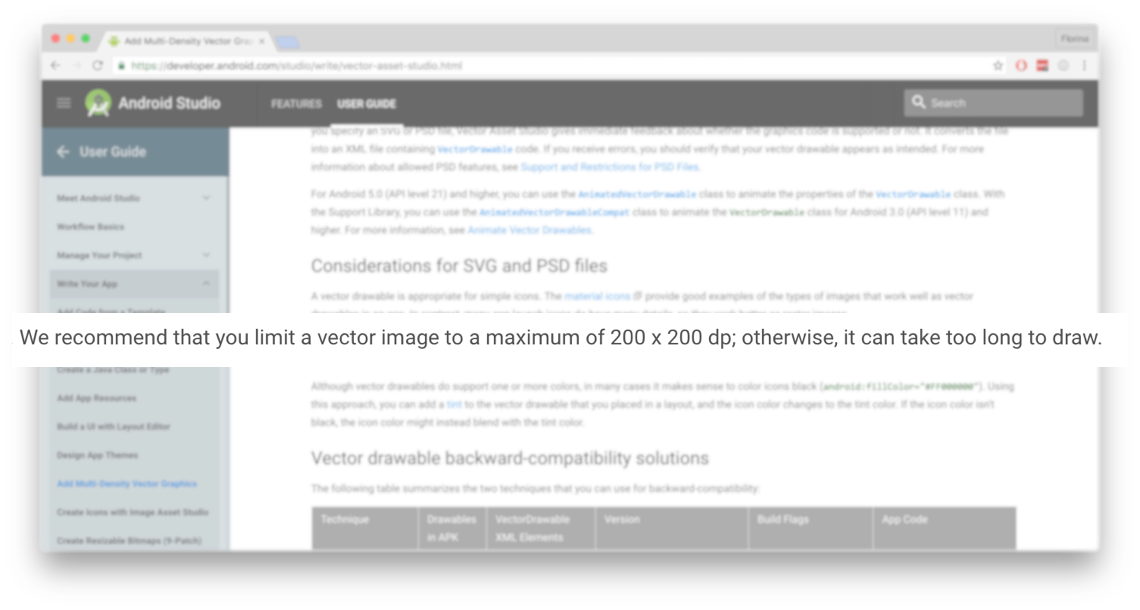 Add Multi-Density Vector Gra
Florina
https://developer.android.com/studio/write/vector-asset-studio.html
Android Studio
FEATURES
USER GUIDE
Search
User Guide
Meet Android Studio
Workflow Basics
Manage Your Project
Write Your App
Add Code from a Template
Create a Java Class or Type
Add App Resources
Build a UI with Layout Editor
Design App Themes
Add Multi-Density Vector Graphics
Create Icons with Image Asset Studio
Create Resizable Bitmaps (9-Patch)
you specify an SVG or PSD file, Vector Asset Studio gives immediate feedback about whether the graphics code is supported or not. It converts the file
into an XML file containing VectorDrawable code. If you receive errors, you should verify that your vector drawable appears as intended. For more
information about allowed PSD features, see Support and Restrictions for PSD Files.
For Android 5.0 (API level 21) and higher, you can use the AnimatedVectorDrawable class to animate the properties of the VectorDrawable class. With
the Support Library, you can use the AnimatedVectorDrawableCompat class to animate the VectorDrawable class for Android 3.0 (API level 11) and
higher. For more information, see Animate Vector Drawables.
Considerations for SVG and PSD files
A vector drawable is appropriate for simple icons. The material icons provide good examples of the types of images that work well as vector
We recommend that you limit a vector image to a maximum of 200 x 200 dp; otherwise, it can take too long to draw.
Although vector drawables do support one or more colors, in many cases it makes sense to color icons black (android:fillColor="#FF000000"). Using
this approach, you can add a tint to the vector drawable that you placed in a layout, and the icon color changes to the tint color. If the icon color isn't
black, the icon color might instead blend with the tint color.
Vector drawable backward-compatibility solutions
The following table summarizes the two techniques that you can use for backward-compatibility:
Technique
Drawables
in APK
VectorDrawable
XML Elements
Version
Build Flags
App Code